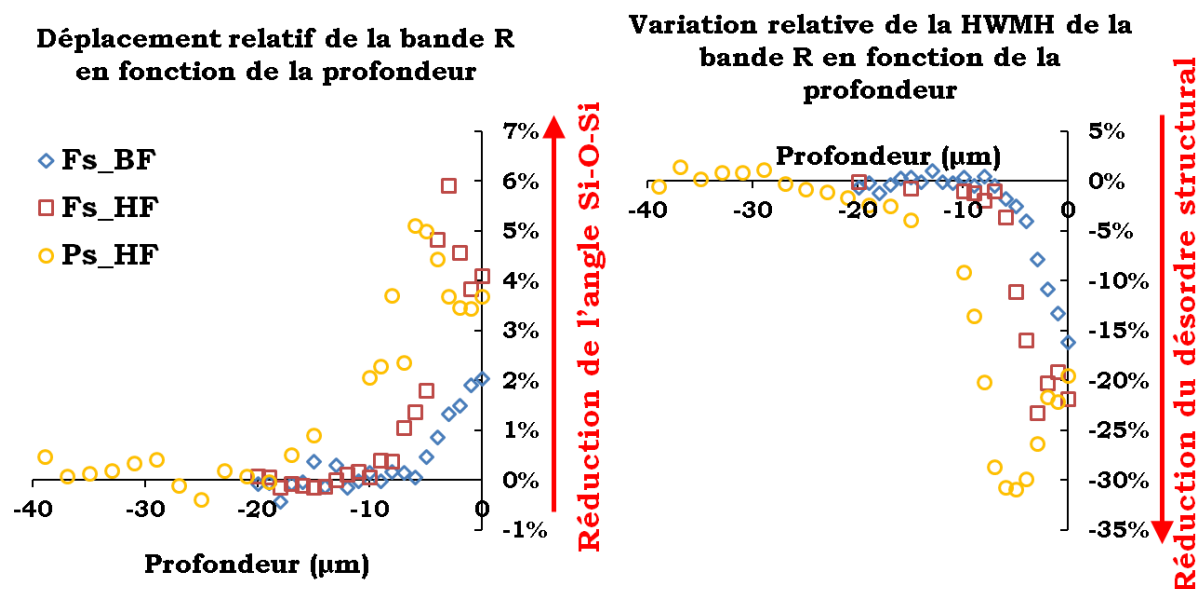 Déplacement relatif de la bande R
en fonction de la profondeur
Fs_BF
Fs_HF
Ps_HF
7%
6%
5%
4%
3%
2%
1%
0%
-1%
-40
-30
-20
-10
0
Profondeur (µm)
Réduction de l'angle Si-O-Si
Variation relative de la HWMH de la
bande R en fonction de la
profondeur
Profondeur (µm)
5%
0%
-5%
-10%
-15%
-20%
-25%
-30%
-35%
-40
-30
-20
-10
0
Réduction du désordre structural